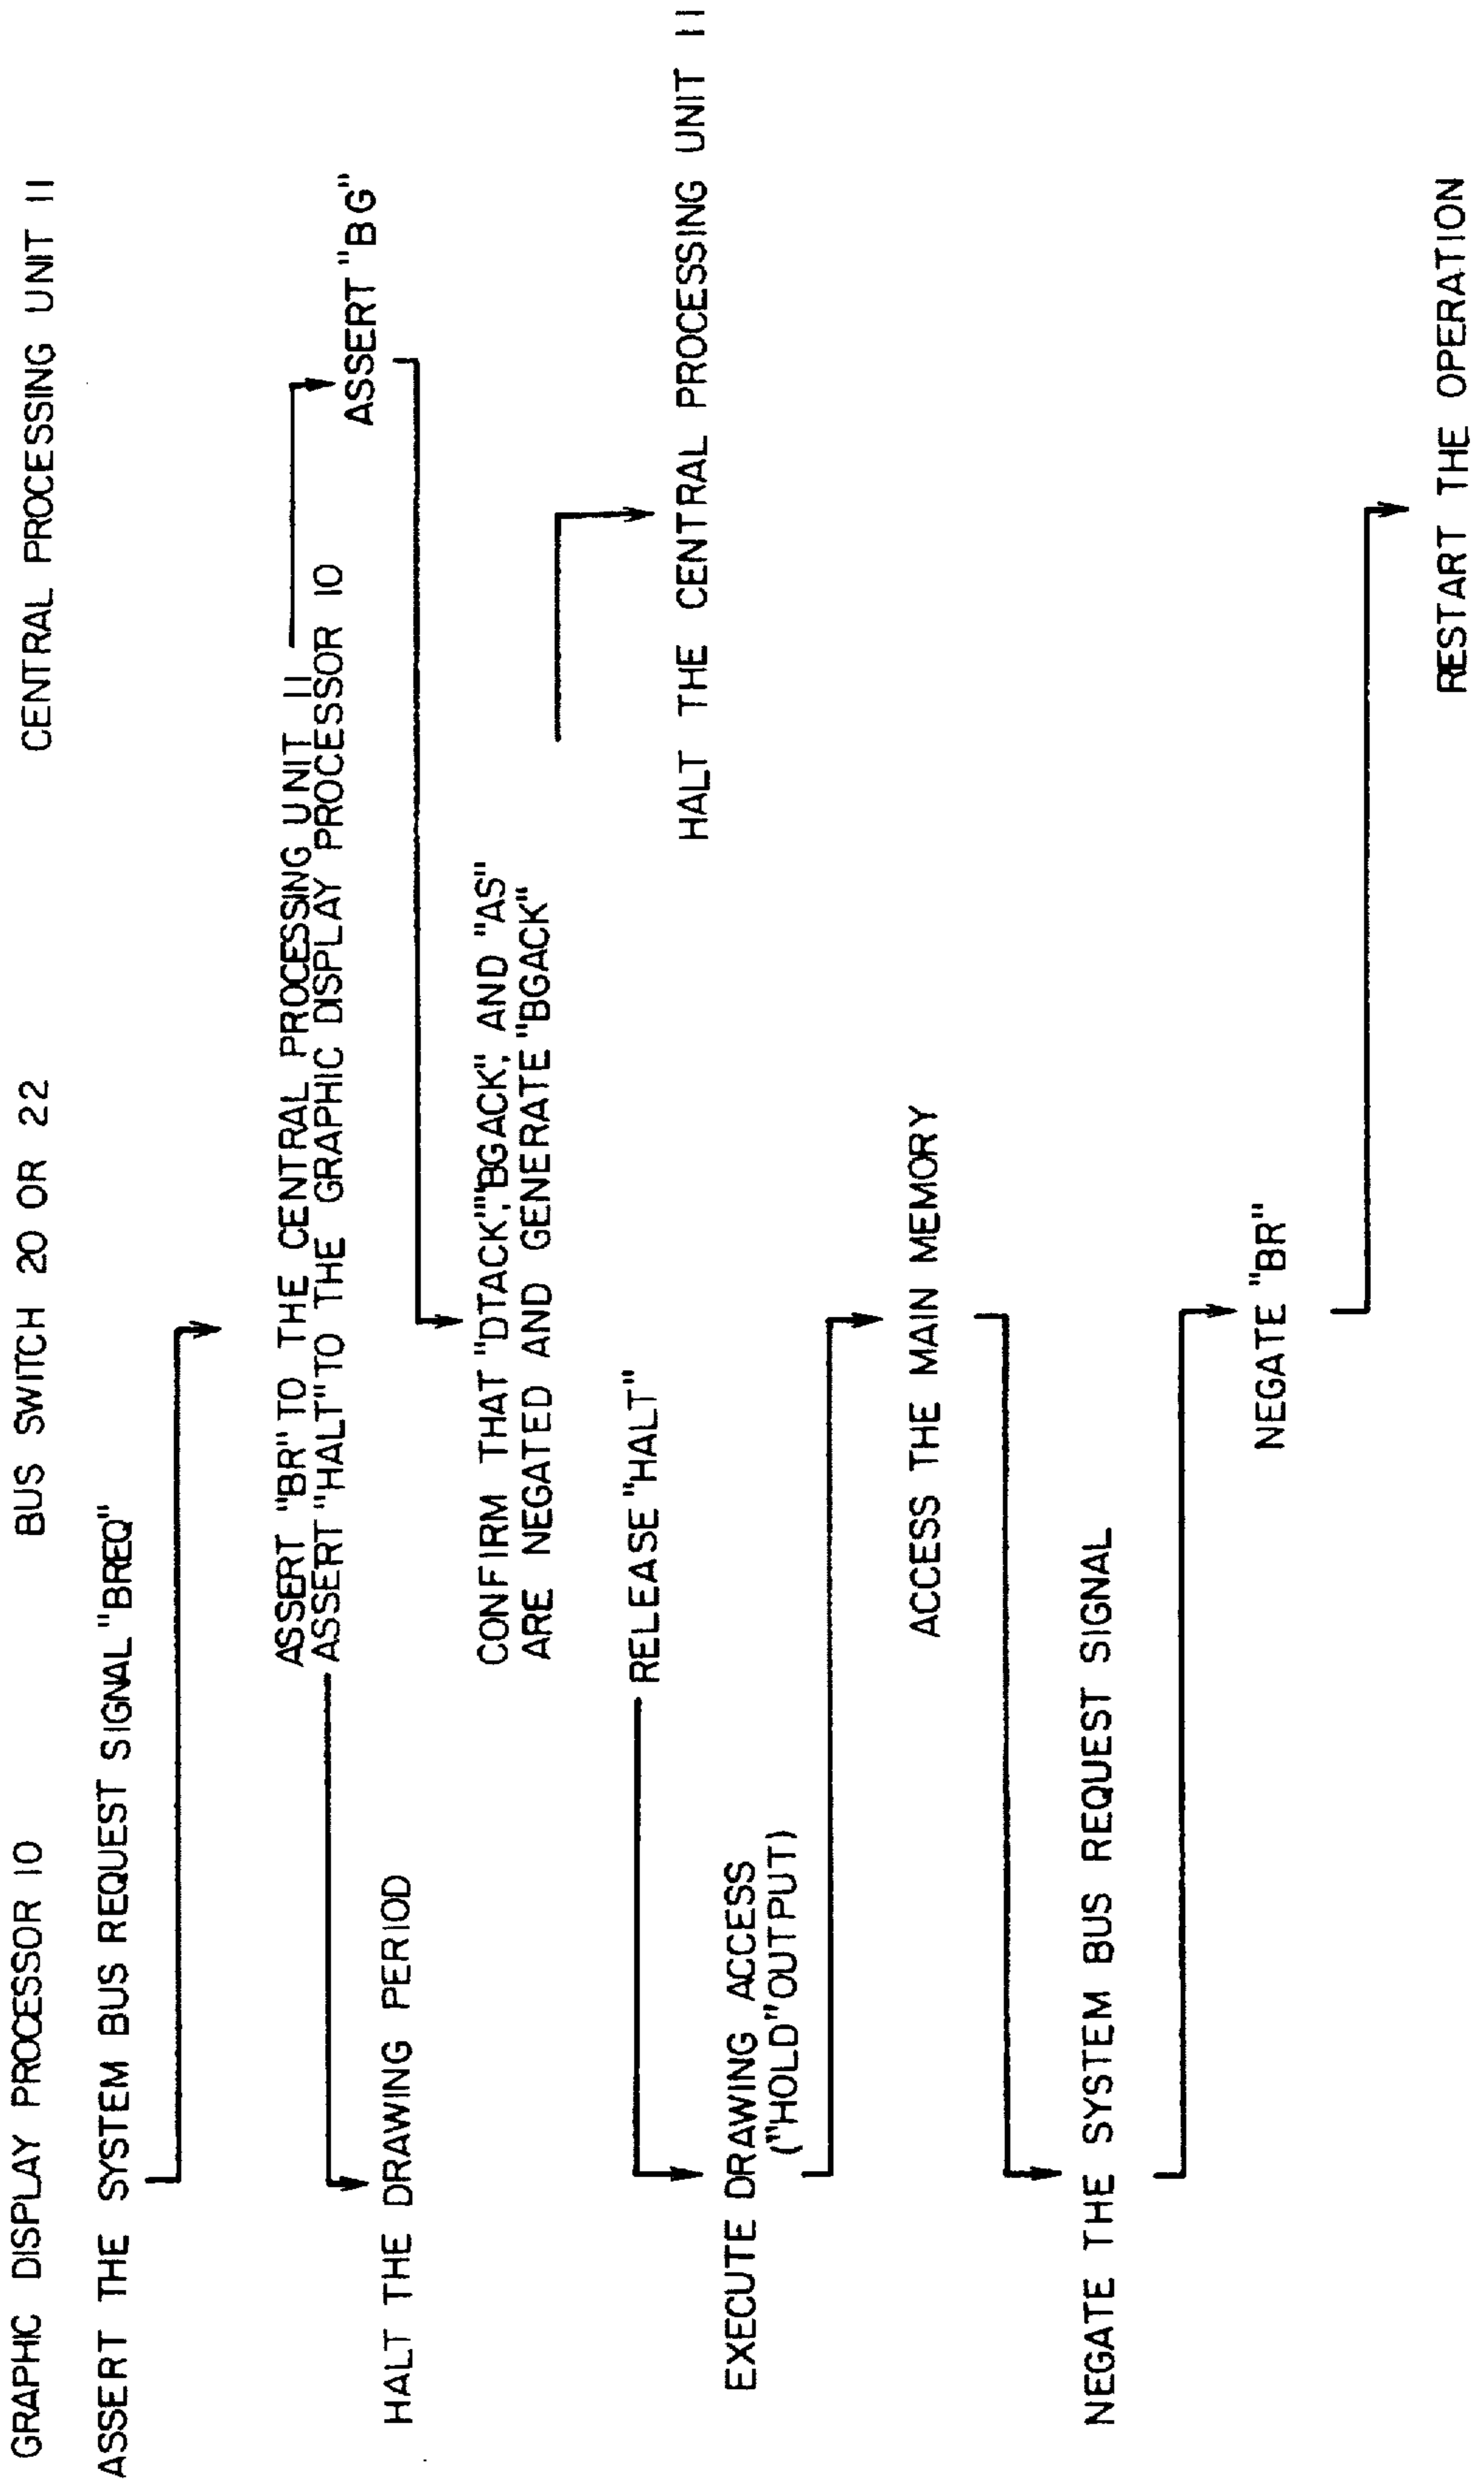 GRAPHIC DISPLAY PROCESSOR 10
BUS SWITCH 20 OR 22
CENTRAL PROCESSING UNIT 11
ASSERT THE SYSTEM BUS REQUEST SIGNAL "BREQ"
ASSERT "BR" TO THE CENTRAL PROCESSING UNIT 11
ASSERT "HALT" TO THE GRAPHIC DISPLAY PROCESSOR 10
ASSERT "BG"
HALT THE DRAWING PERIOD
CONFIRM THAT "DTACK", "BGACK", AND "AS"
ARE NEGATED AND GENERATE "BGACK"
RELEASE "HALT"
HALT THE CENTRAL PROCESSING UNIT 11
EXECUTE DRAWING ACCESS
("HOLD" OUTPUT)
ACCESS THE MAIN MEMORY
NEGATE THE SYSTEM BUS REQUEST SIGNAL
NEGATE "BR"
RESTART THE OPERATION